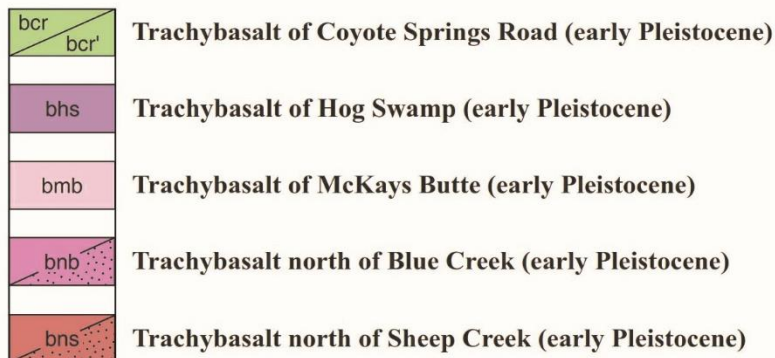 bcr
bcr' Trachybasalt of Coyote Springs Road (early Pleistocene)
bhs Trachybasalt of Hog Swamp (early Pleistocene)
bmb Trachybasalt of McKays Butte (early Pleistocene)
bnb Trachybasalt north of Blue Creek (early Pleistocene)
bns Trachybasalt north of Sheep Creek (early Pleistocene)